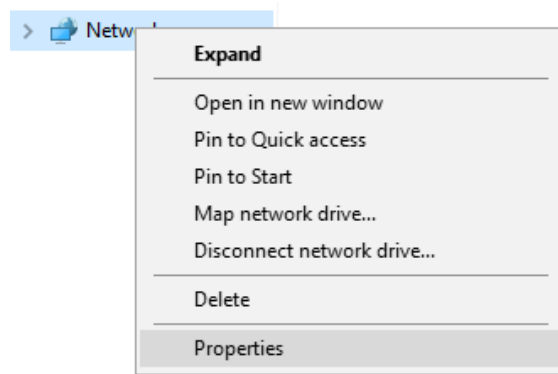 Netw
Expand
Open in new window
Pin to Quick access
Pin to Start
Map network drive...
Disconnect network drive...
Delete
Properties